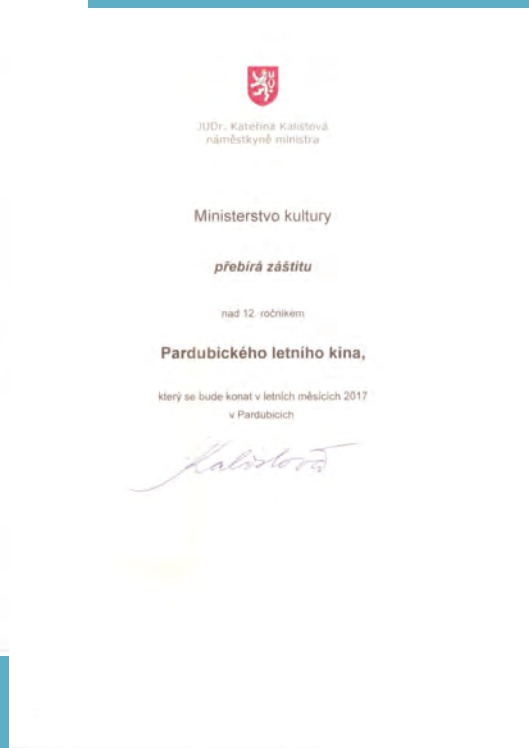 JUDr. Kateřina Kalistová
náměstkyně ministra
Ministerstvo kultury
přebírá záštitu
nad 12. ročníkem
Pardubického letního kina,
který se bude konat v letních měsících 2017
v Pardubicích
Kalistová